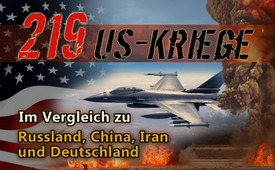 219 US-KRIEGE
Im Vergleich zu
Russland, China, Iran
und Deutschland